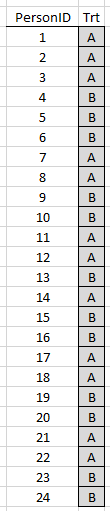 PersonID Trt
1 A
2 A
3 A
4 B
5 B
6 B
7 A
8 A
9 B
10 B
11 A
12 A
13 B
14 A
15 B
16 B
17 A
18 A
19 B
20 B
21 A
22 A
23 B
24 B